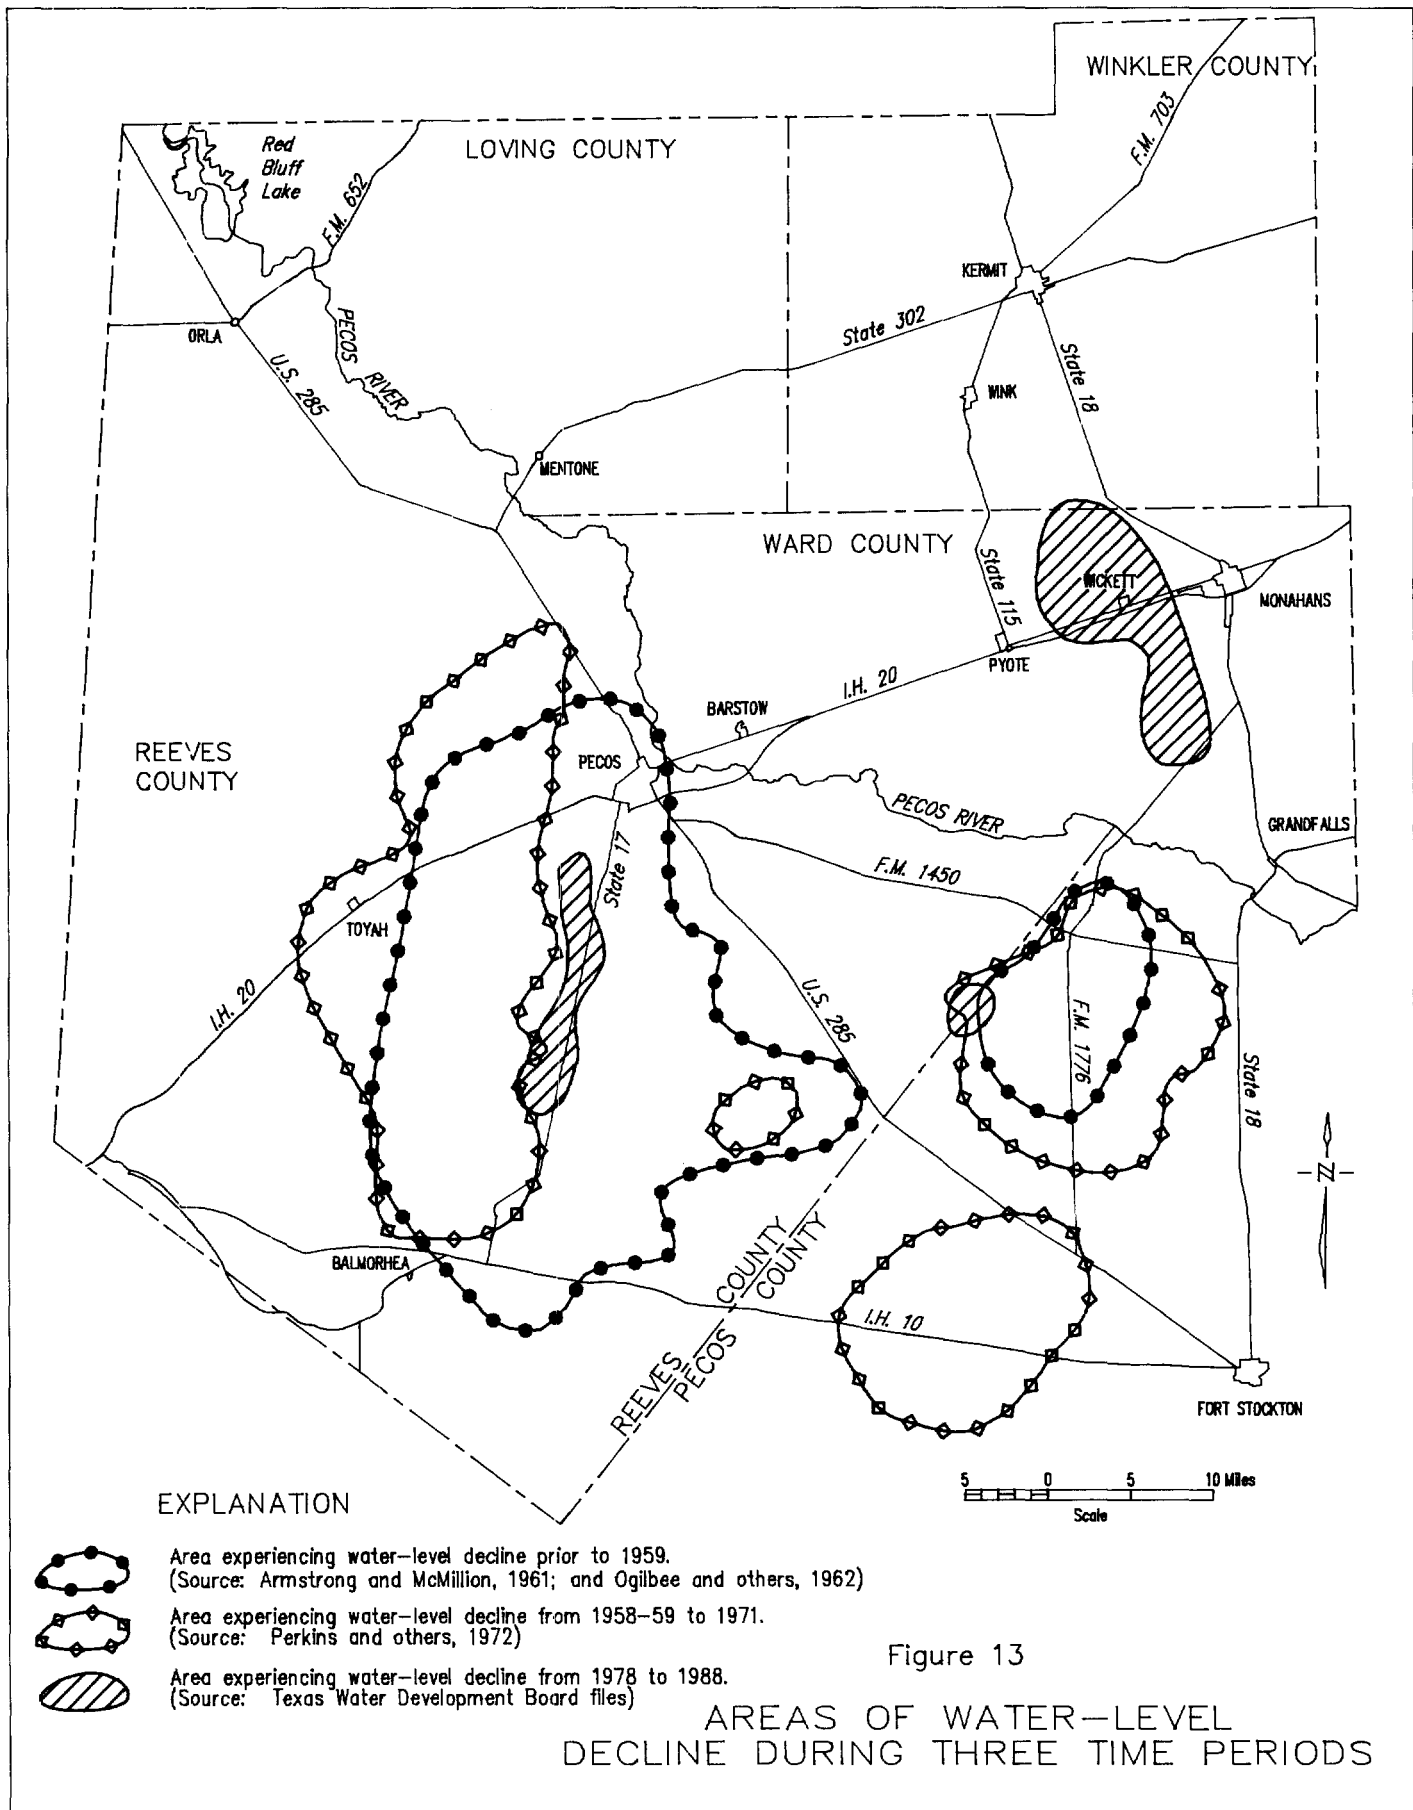 WINKLER COUNTY
F.M. 703
LOVING COUNTY
Red
Bluff
Lake
F.M. 652
KERMIT
ORLA
PECOS RIVER
State 302
U.S. 285
State 18
WINK
MENTONE
WARD COUNTY
State 115
WICKETT
MONAHANS
PYOTE
I.H. 20
BARSTOW
REEVES
COUNTY
PECOS
PECOS RIVER
GRANDFALLS
State 17
F.M. 1450
TOYAH
I.H. 20
U.S. 285
F.M. 1776
State 18
N
BALMORHEA
REEVES COUNTY
PECOS COUNTY
I.H. 10
FORT STOCKTON
5 0 5 10 Miles
Scale
EXPLANATION
Area experiencing water-level decline prior to 1959.
(Source: Armstrong and McMillion, 1961; and Ogilbee and others, 1962)
Area experiencing water-level decline from 1958-59 to 1971.
(Source: Perkins and others, 1972)
Area experiencing water-level decline from 1978 to 1988.
(Source: Texas Water Development Board files)
Figure 13
AREAS OF WATER-LEVEL
DECLINE DURING THREE TIME PERIODS